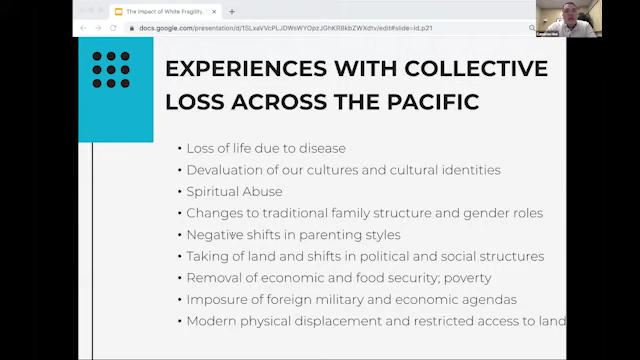 The Impact of White Fragility,
docs.google.com/presentation/d/1SLxaVVcPLJDWsWYOpzJGhKRBkbZWXdtv/edit#slide=id.p21
EXPERIENCES WITH COLLECTIVE
LOSS ACROSS THE PACIFIC
• Loss of life due to disease
• Devaluation of our cultures and cultural identities
• Spiritual Abuse
• Changes to traditional family structure and gender roles
• Negative shifts in parenting styles
• Taking of land and shifts in political and social structures
• Removal of economic and food security; poverty
• Imposure of foreign military and economic agendas
• Modern physical displacement and restricted access to land